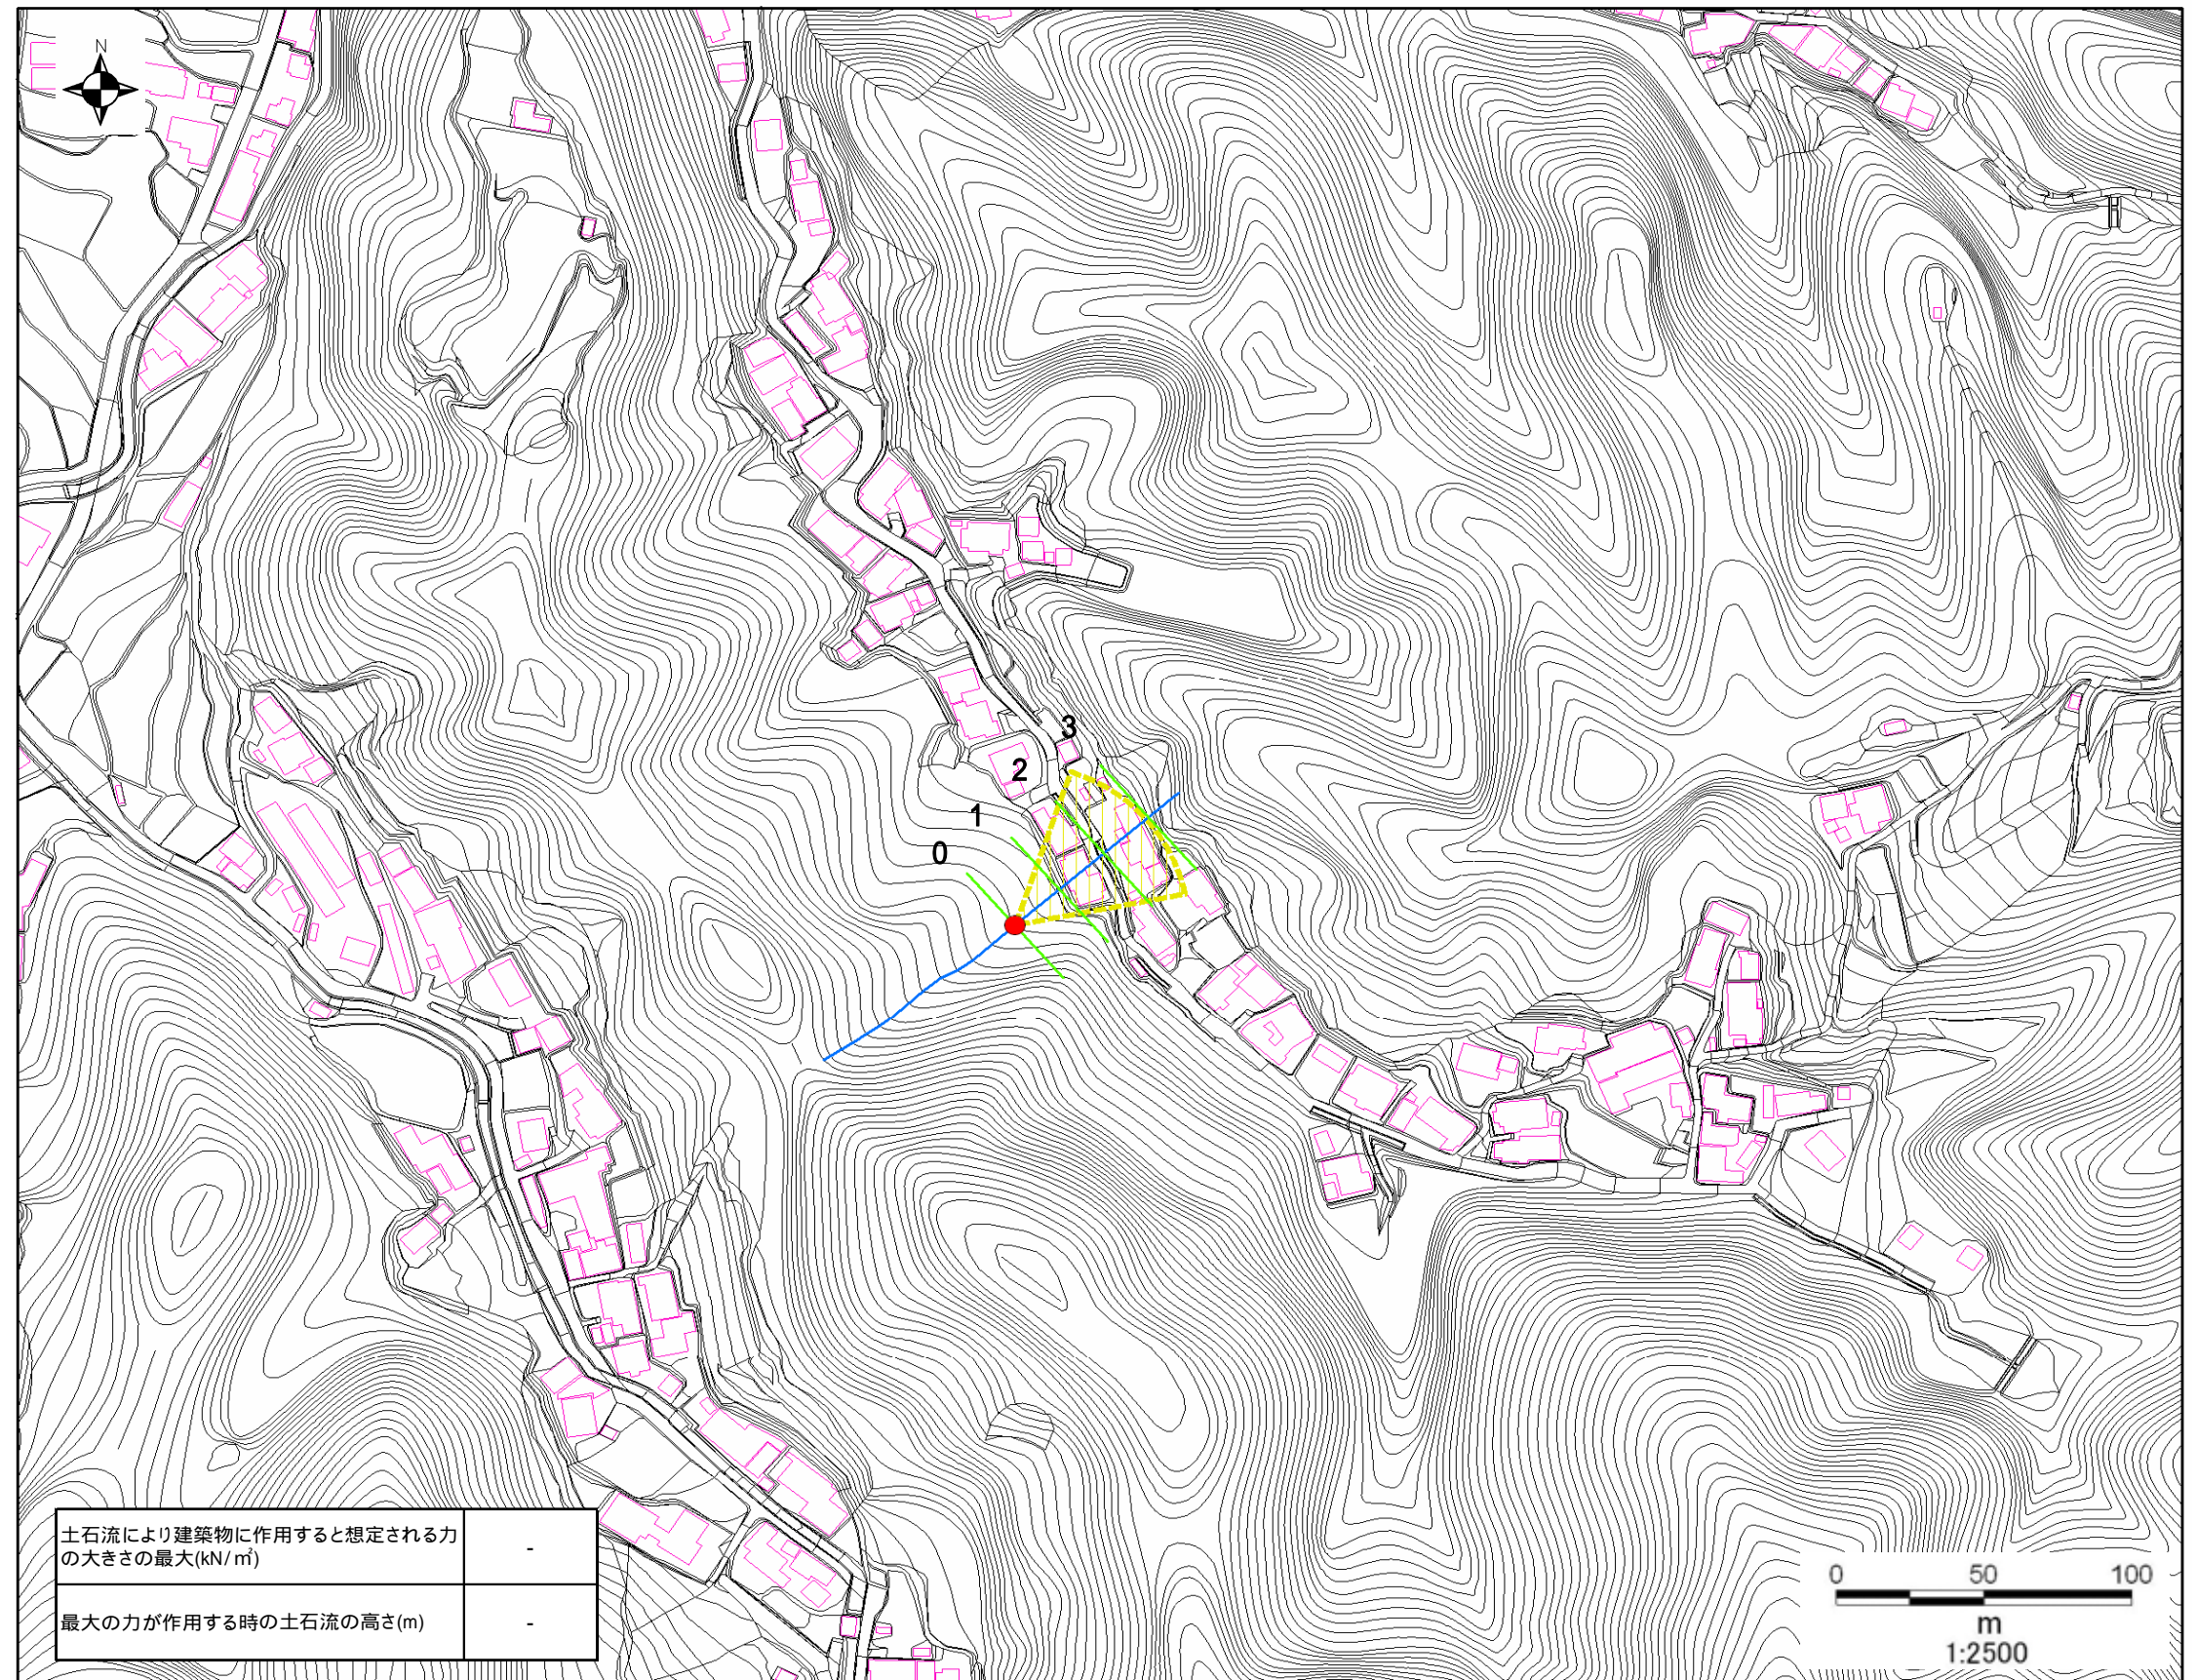 N
3
2
1
0
土石流により建築物に作用すると想定される力
の大きさの最大(kN/㎡)
-
最大の力が作用する時の土石流の高さ(m)
-
0 50 100
m
1:2500